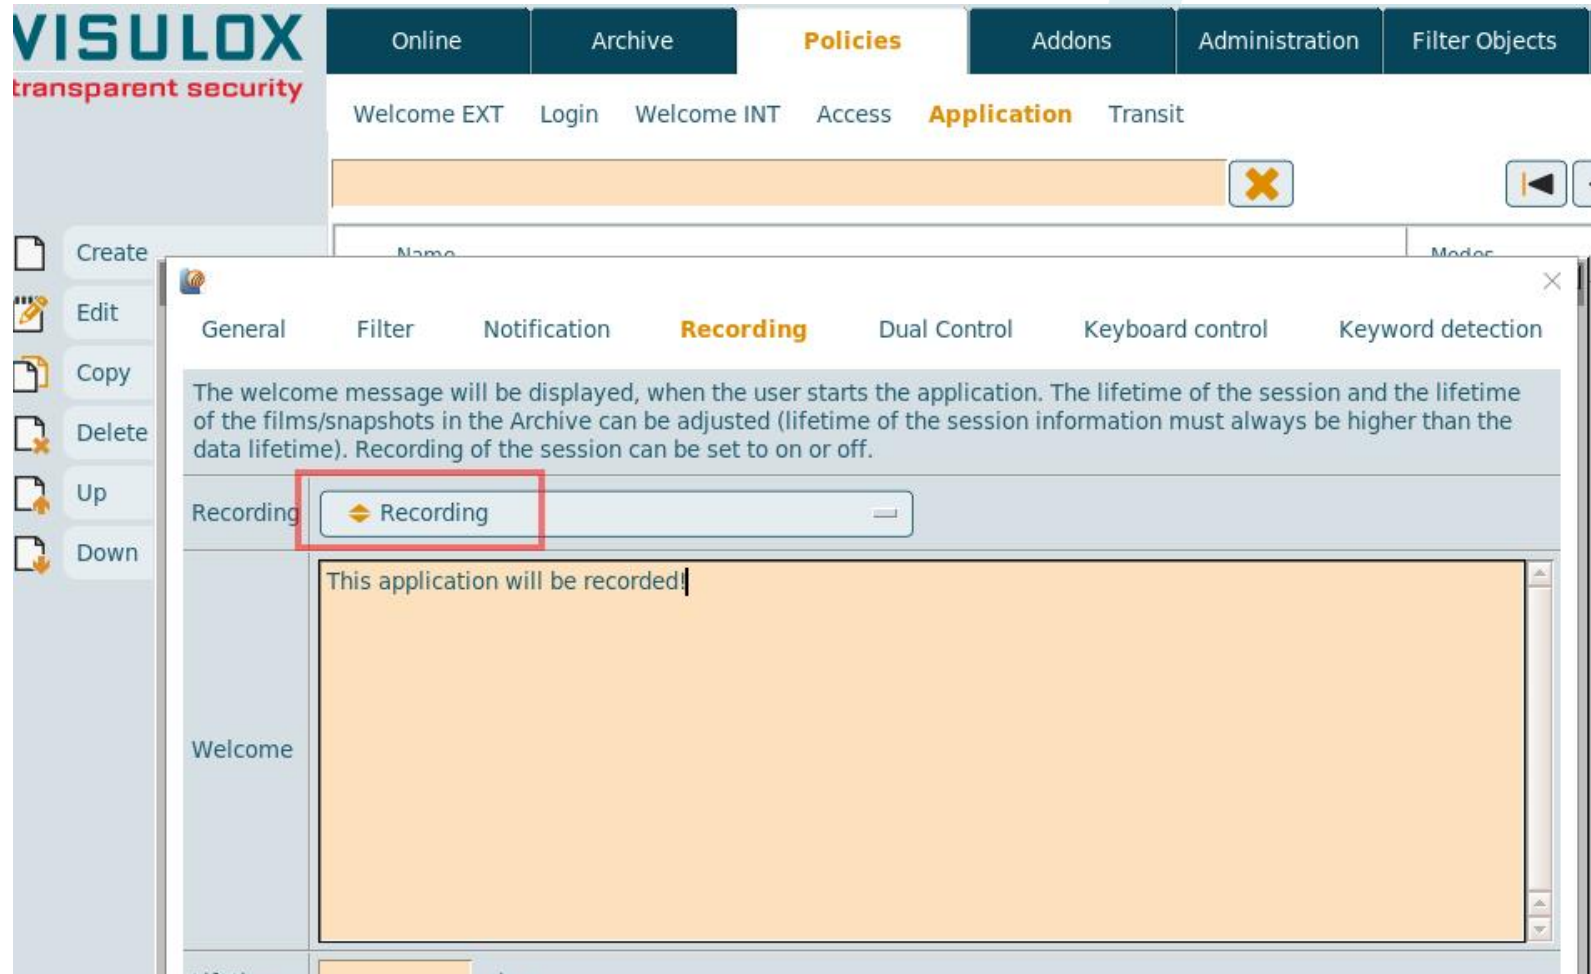 VISULOX
transparent security
Online Archive Policies Addons Administration Filter Objects
Welcome EXT Login Welcome INT Access Application Transit
Create
Name
Modes
Edit
General Filter Notification Recording Dual Control Keyboard control Keyword detection
Copy
The welcome message will be displayed, when the user starts the application. The lifetime of the session and the lifetime
of the films/snapshots in the Archive can be adjusted (lifetime of the session information must always be higher than the
data lifetime). Recording of the session can be set to on or off.
Delete
Up
Recording Recording
Down
This application will be recorded!
Welcome